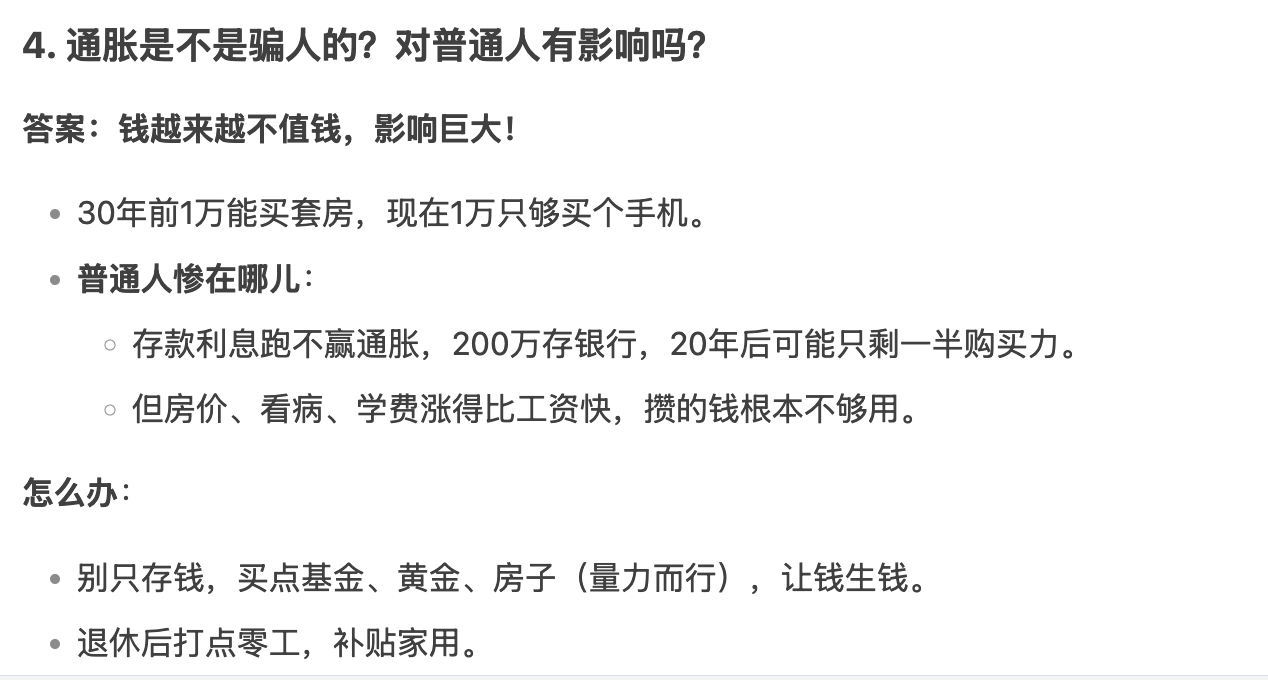 4. 通胀是不是骗人的？对普通人有影响吗？
答案：钱越来越不值钱，影响巨大！
30年前1万能买套房，现在1万只够买个手机。
普通人惨在哪儿：
存款利息跑不赢通胀，200万存银行，20年后可能只剩一半购买力。
但房价、看病、学费涨得比工资快，攒的钱根本不够用。
怎么办：
别只存钱，买点基金、黄金、房子（量力而行），让钱生钱。
退休后打点零工，补贴家用。